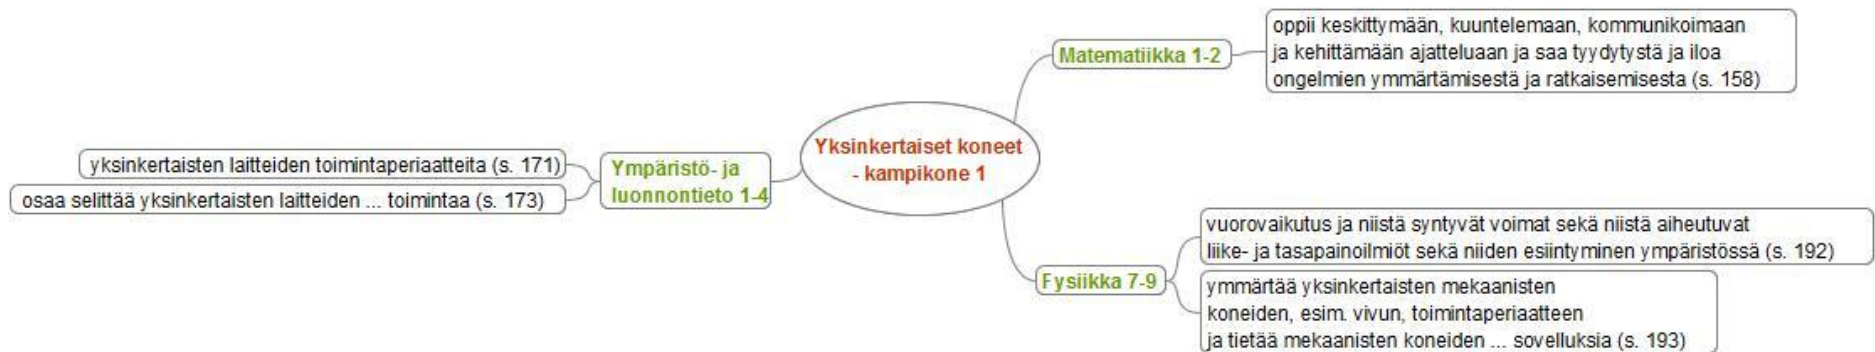 Yksinkertaiset koneet
- kampikone 1
Matematiikka 1-2
oppii keskittymään, kuuntelemaan, kommunikoimaan
ja kehittämään ajatteluaan ja saa tyydytystä ja iloa
ongelmien ymmärtämisestä ja ratkaisemisesta (s. 158)
Ympäristö- ja
luonnontieto 1-4
yksinkertaisten laitteiden toimintaperiaatteita (s. 171)
osaa selittää yksinkertaisten laitteiden ... toimintaa (s. 173)
Fysiikka 7-9
vuorovaikutus ja niistä syntyvät voimat sekä niistä aiheutuvat
liike- ja tasapainoilmiöt sekä niiden esiintyminen ympäristössä (s. 192)
ymmärtää yksinkertaisten mekaanisten
koneiden, esim. vivun, toimintaperiaatteen
ja tietää mekaanisten koneiden ... sovelluksia (s. 193)